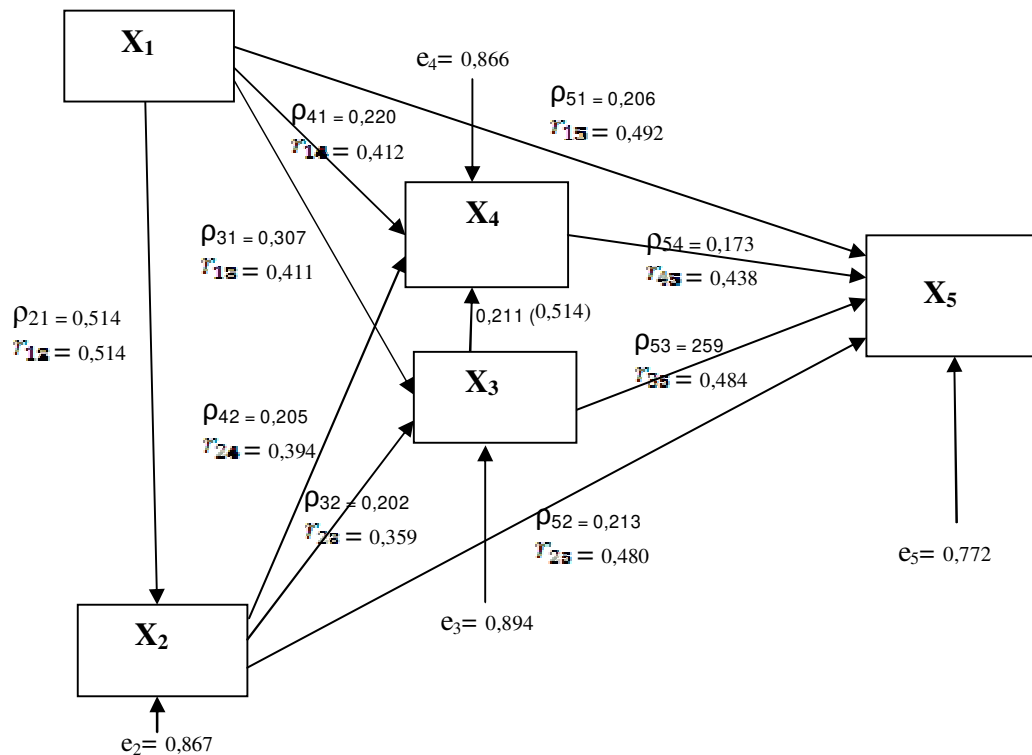 X₁
e₄= 0,866
ρ₅₁ = 0,206
r₁₅ = 0,492
ρ₄₁ = 0,220
r₁₄ = 0,412
X₄
ρ₃₁ = 0,307
r₁₃ = 0,411
ρ₅₄ = 0,173
r₄₅ = 0,438
X₅
ρ₂₁ = 0,514
r₁₂ = 0,514
0,211 (0,514)
ρ₅₃ = 259
r₃₅ = 0,484
X₃
ρ₄₂ = 0,205
r₂₄ = 0,394
ρ₃₂ = 0,202
r₂₃ = 0,359
ρ₅₂ = 0,213
r₂₅ = 0,480
e₅= 0,772
e₃= 0,894
X₂
e₂= 0,867